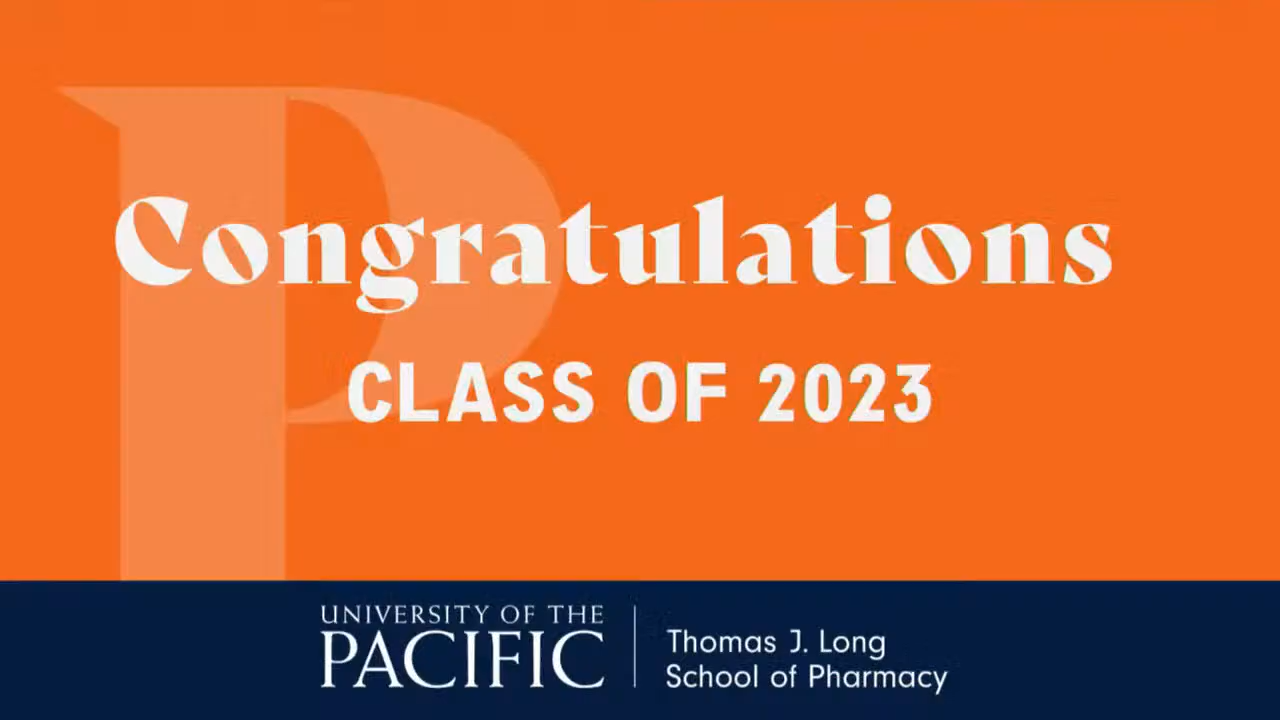 Congratulations
CLASS OF 2023
UNIVERSITY OF THE
PACIFIC
Thomas J. Long
School of Pharmacy